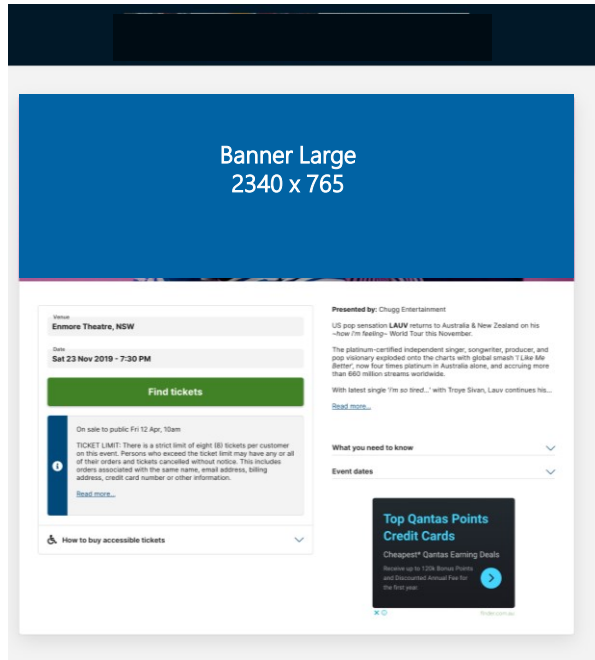 Banner Large
2340 x 765
Venue
Enmore Theatre, NSW
Date
Sat 23 Nov 2019 - 7:30 PM
Find tickets
On sale to public Fri 12 Apr, 10am
TICKET LIMIT: There is a strict limit of eight (8) tickets per customer
on this event. Persons who exceed the ticket limit may have any or all
of their orders and tickets cancelled without notice. This includes
orders associated with the same name, email address, billing
address, credit card number or other information.
Read more...
How to buy accessible tickets
Presented by: Chugg Entertainment
US pop sensation LAUV returns to Australia & New Zealand on his
~how i'm feeling~ World Tour this November.
The platinum-certified independent singer, songwriter, producer, and
pop visionary exploded onto the charts with global smash 'I Like Me
Better', now four times platinum in Australia alone, and accruing more
than 660 million streams worldwide.
With latest single 'i'm so tired...' with Troye Sivan, Lauv continues his...
Read more...
What you need to know
Event dates
Top Qantas Points
Credit Cards
Cheapest* Qantas Earning Deals
Receive up to 120k Bonus Points
and Discounted Annual Fee for
the first year.
finder.com.au